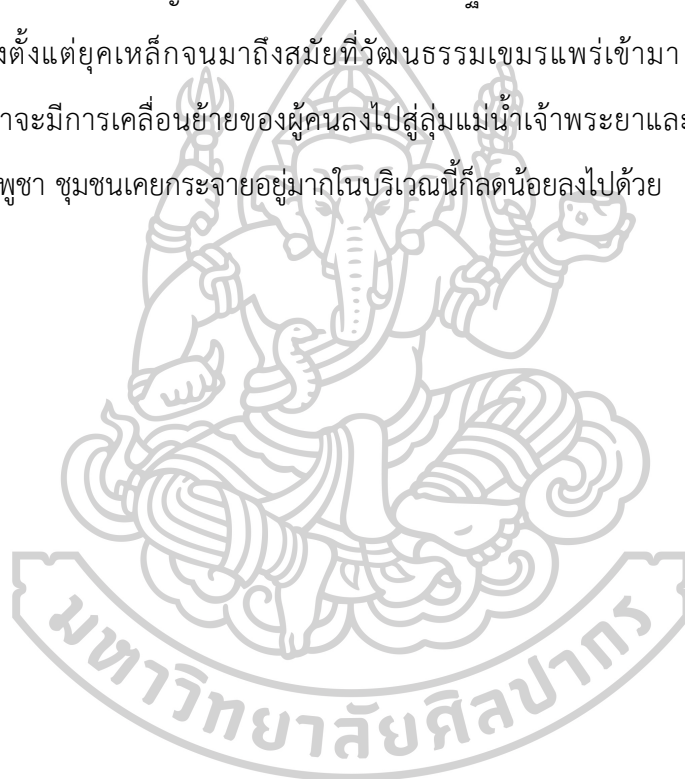 งตั้งแต่ยุคเหล็กจนมาถึงสมัยที่วัฒนธรรมเขมรแพร่เข้ามา
าจะมีการเคลื่อนย้ายของผู้คนลงไปสู่ลุ่มแม่น้ำเจ้าพระยาและ
พูชา ชุมชนเคยกระจายอยู่มากในบริเวณนี้ก็ลดน้อยลงไปด้วย
มหาวิทยาลัยศิลปากร